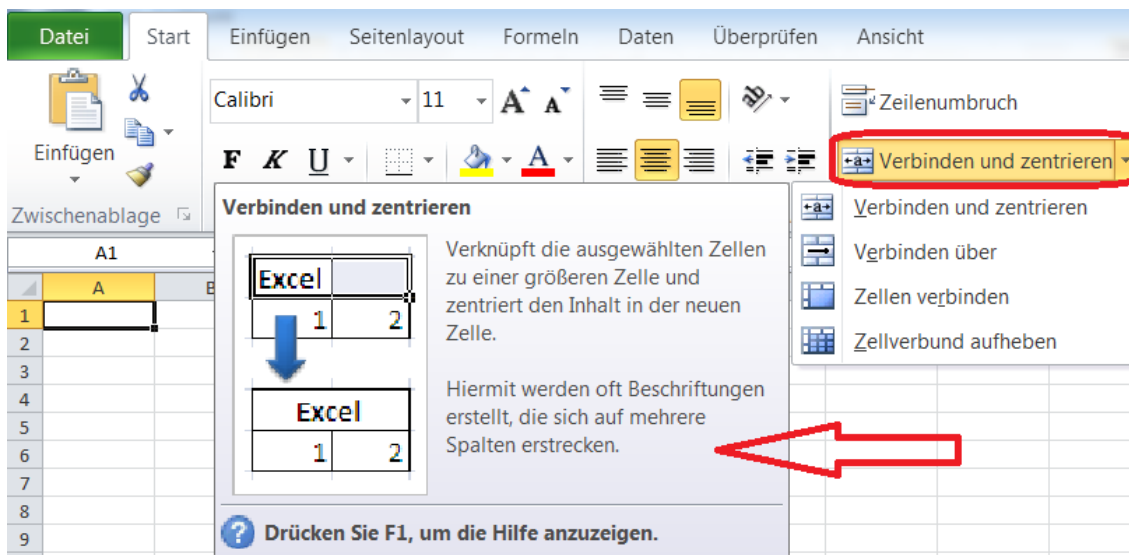 Datei Start Einfügen Seitenlayout Formeln Daten Überprüfen Ansicht
Calibri 11 A A Zeilenumbruch
Einfügen F K U A Verbinden und zentrieren
Zwischenablage
Verbinden und zentrieren
Verbinden über
Zellen verbinden
Zellverbund aufheben
A1
A
1
2
3
4
5
6
7
8
9
Verbinden und zentrieren
Excel
1 2
Excel
1 2
Verknüpft die ausgewählten Zellen
zu einer größeren Zelle und
zentriert den Inhalt in der neuen
Zelle.
Hiermit werden oft Beschriftungen
erstellt, die sich auf mehrere
Spalten erstrecken.
Drücken Sie F1, um die Hilfe anzuzeigen.